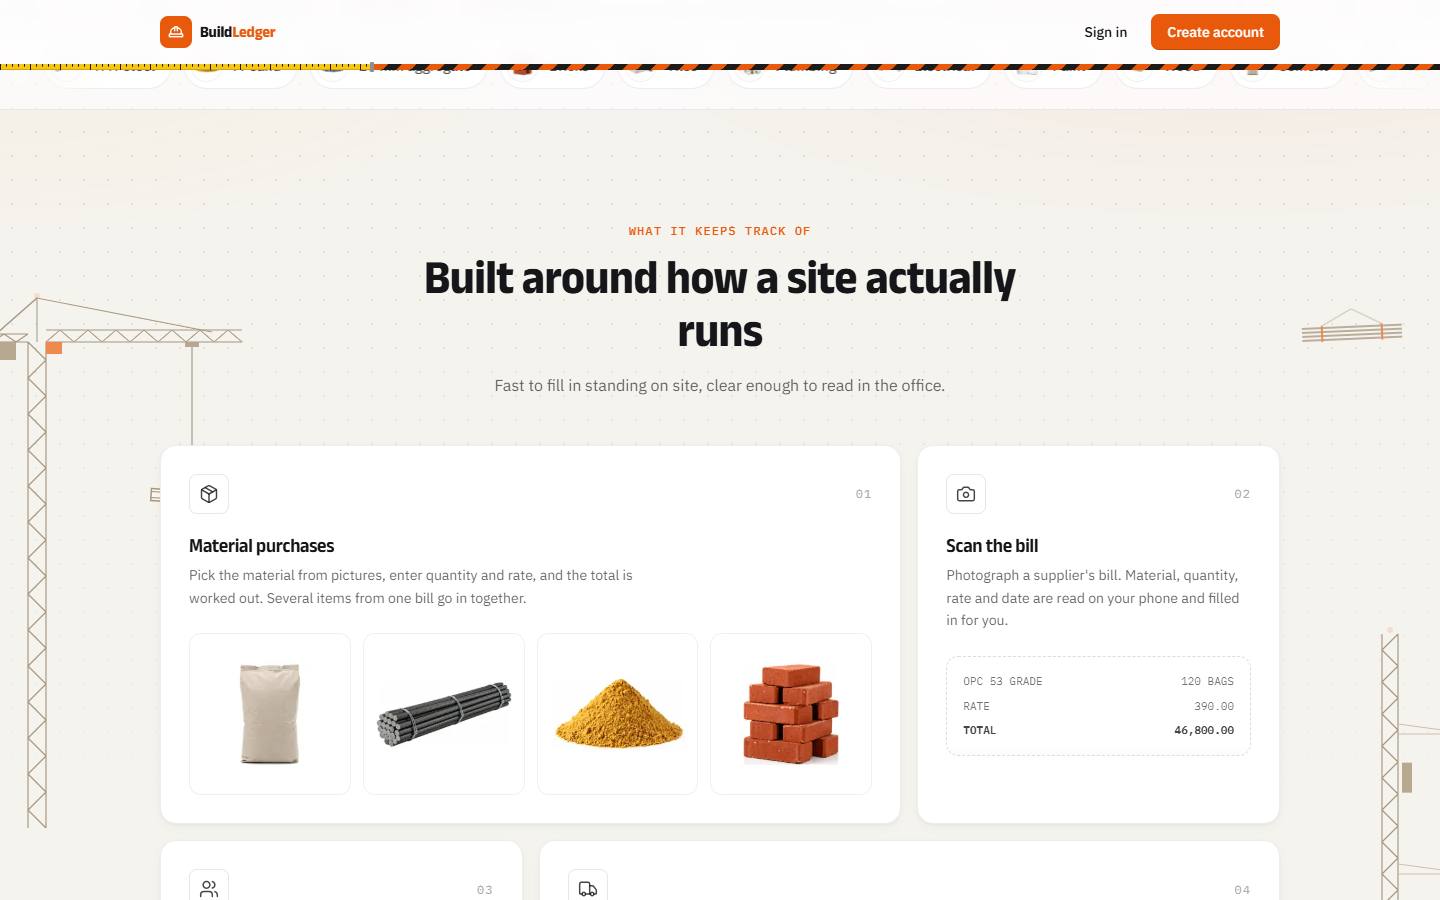 BuildLedger
Sign in
Create account
WHAT IT KEEPS TRACK OF
Built around how a site actually
runs
Fast to fill in standing on site, clear enough to read in the office.
01
Material purchases
Pick the material from pictures, enter quantity and rate, and the total is
worked out. Several items from one bill go in together.
02
Scan the bill
Photograph a supplier's bill. Material, quantity,
rate and date are read on your phone and filled
in for you.
OPC 53 GRADE 120 BAGS
RATE 390.00
TOTAL 46,800.00
03
04